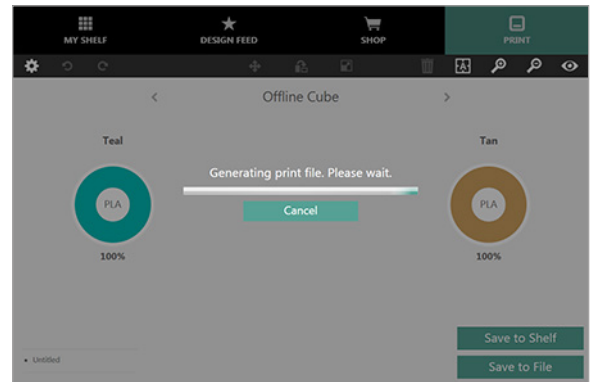 MY SHELF
DESIGN FEED
SHOP
PRINT
Offline Cube
Teal
Tan
Generating print file. Please wait.
PLA
Cancel
PLA
100%
100%
Save to Shelf
• Untitled
Save to File